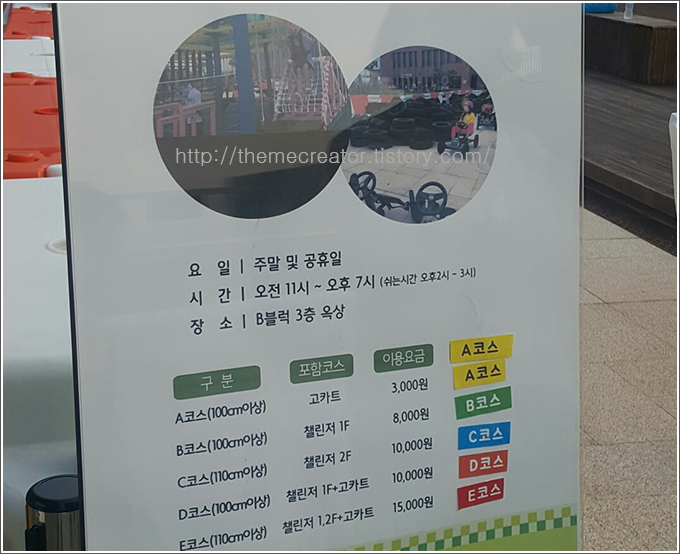 http://themecreator.tistory.com/
요 일 | 주말 및 공휴일
시 간 | 오전 11시 ~ 오후 7시 (쉬는시간 오후2시 - 3시)
장 소 | B블럭 3층 옥상
구 분 포함코스 이용요금 A코스
A코스(100cm이상) 고카트 3,000원 A코스
B코스(100cm이상) 챌린저 1F 8,000원 B코스
C코스(110cm이상) 챌린저 2F 10,000원 C코스
D코스(100cm이상) 챌린저 1F+고카트 10,000원 D코스
E코스(110cm이상) 챌린저 1,2F+고카트 15,000원 E코스